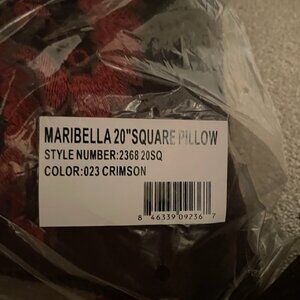 MARIBELLA 20"SQUARE PILLOW
STYLE NUMBER:2368 20SQ
COLOR:023 CRIMSON
8 46339 09236 7